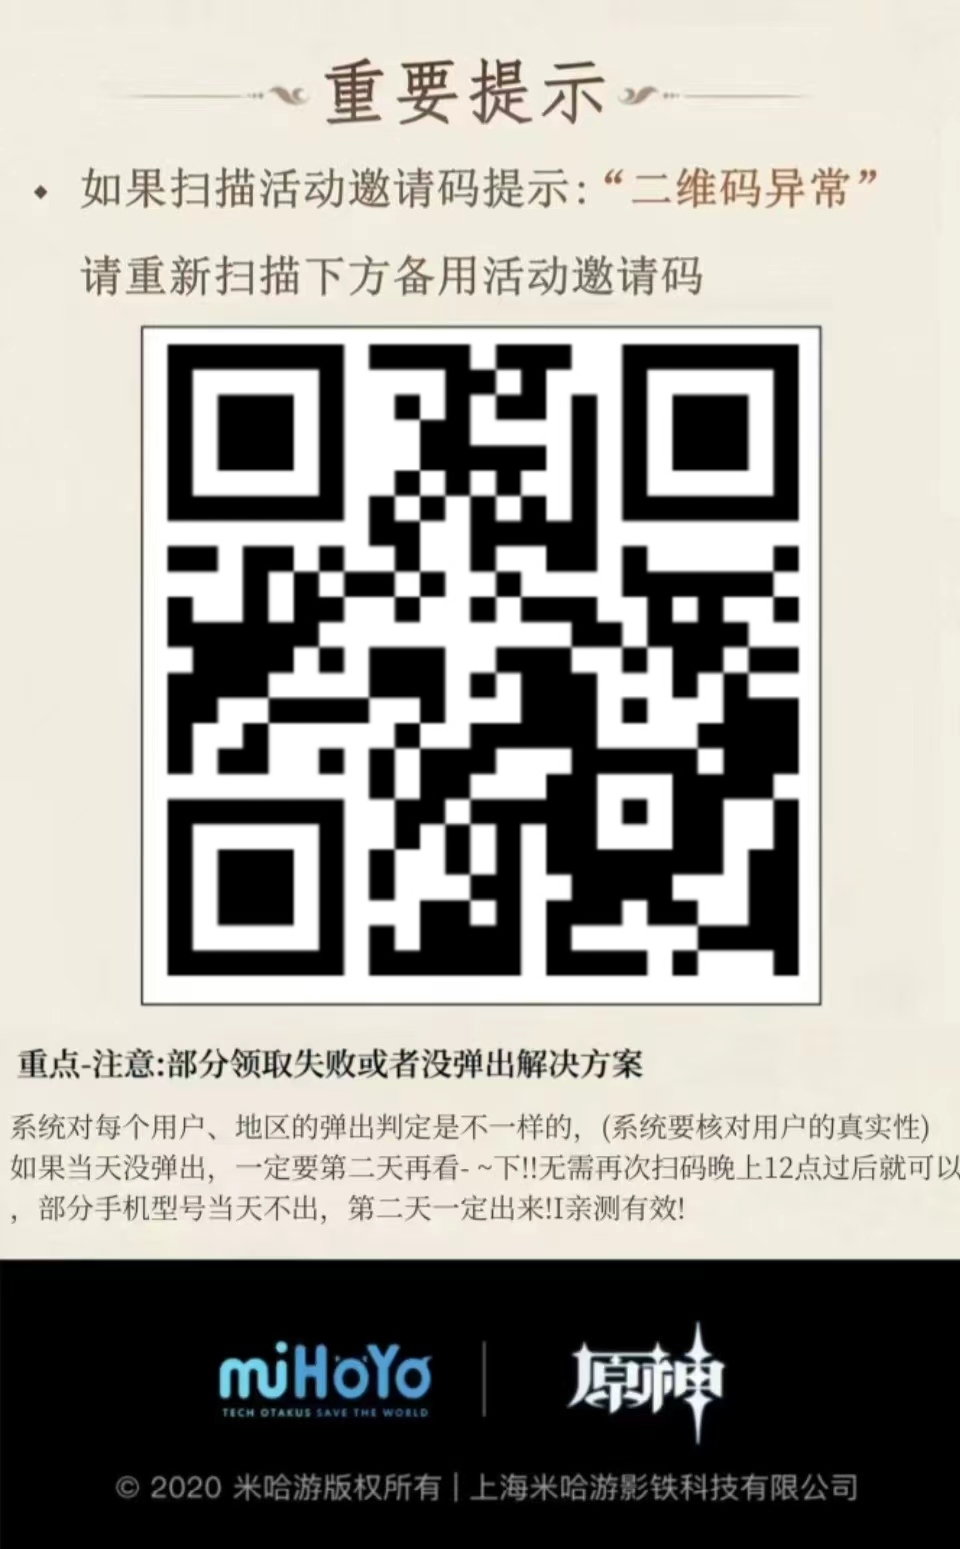 重要提示
如果扫描活动邀请码提示:“二维码异常”
请重新扫描下方备用活动邀请码
重点-注意:部分领取失败或者没弹出解决方案
系统对每个用户、地区的弹出判定是不一样的，(系统要核对用户的真实性)
如果当天没弹出，一定要第二天再看- ~下!!无需再次扫码晚上12点过后就可以
，部分手机型号当天不出，第二天一定出来!I亲测有效!
miHoYo 原神
TECH OTAKUS SAVE THE WORLD
© 2020 米哈游版权所有 | 上海米哈游影铁科技有限公司